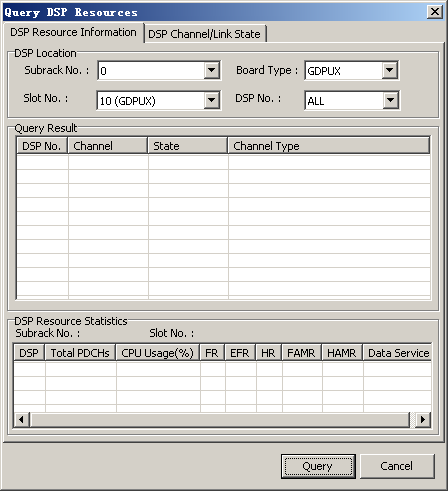 Query DSP Resources
DSP Resource Information DSP Channel/Link State
DSP Location
Subrack No. : 0 Board Type : GDPUX
Slot No. : 10 (GDPUX) DSP No. : ALL
Query Result
DSP No. Channel State Channel Type
DSP Resource Statistics
Subrack No. : Slot No. :
DSP Total PDCHs CPU Usage(%) FR EFR HR FAMR HAMR Data Service
Query Cancel